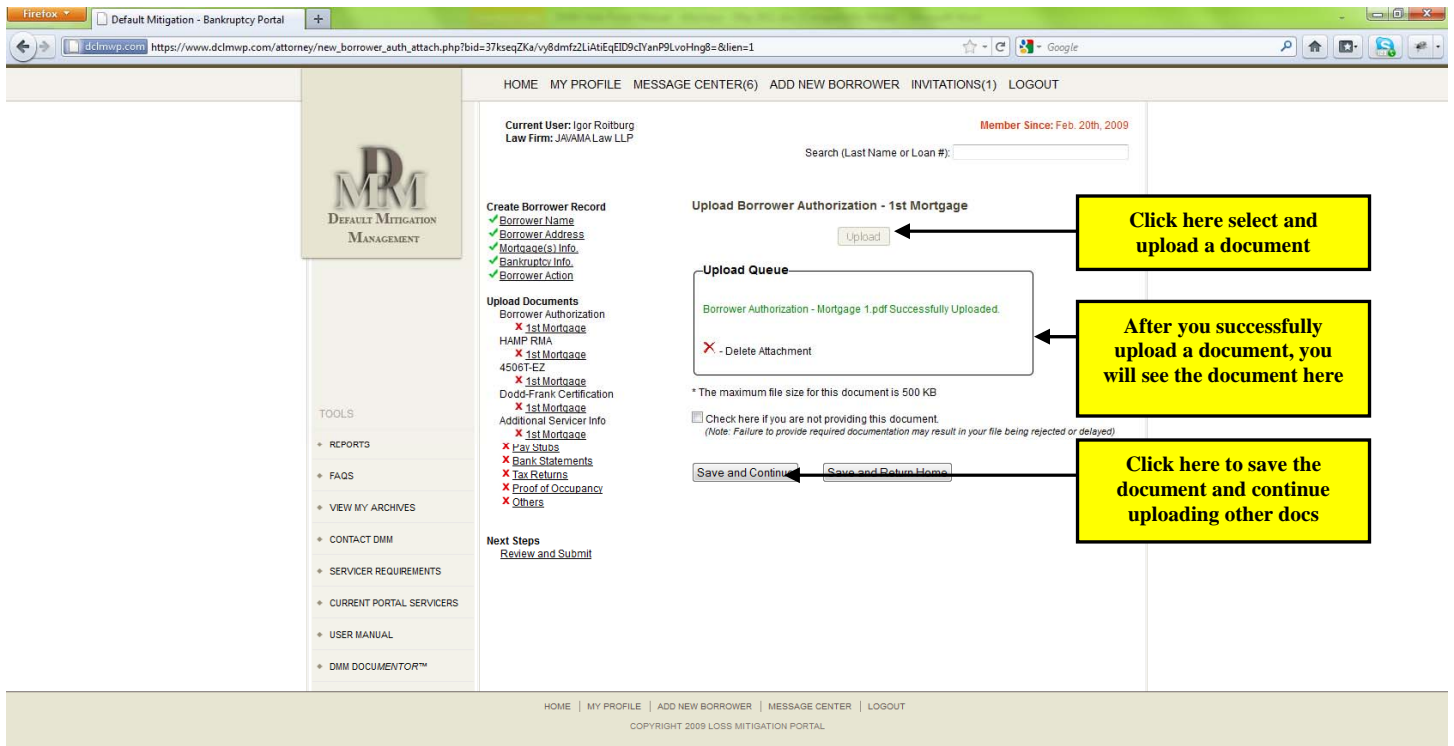 Firefox
Default Mitigation - Bankruptcy Portal
dclmwp.com https://www.dclmwp.com/attorney/new_borrower_auth_attach.php?bid=37kseqZKa/vy8dmfz2LiAtiEqEID9cIYanP9LvoHng8=&lien=1
Google
HOME MY PROFILE MESSAGE CENTER(6) ADD NEW BORROWER INVITATIONS(1) LOGOUT
DMM
DEFAULT MITIGATION
MANAGEMENT
Current User: Igor Roitburg
Law Firm: JAVAMA Law LLP
Member Since: Feb. 20th, 2009
Search (Last Name or Loan #):
Create Borrower Record
Borrower Name
Borrower Address
Mortgage(s) Info.
Bankruptcy Info.
Borrower Action
Upload Documents
Borrower Authorization
1st Mortgage
HAMP RMA
1st Mortgage
4506T-EZ
1st Mortgage
Dodd-Frank Certification
1st Mortgage
Additional Servicer Info
1st Mortgage
Pay Stubs
Bank Statements
Tax Returns
Proof of Occupancy
Others
Next Steps
Review and Submit
Upload Borrower Authorization - 1st Mortgage
Upload
Upload Queue
Borrower Authorization - Mortgage 1.pdf Successfully Uploaded.
X - Delete Attachment
* The maximum file size for this document is 500 KB
Check here if you are not providing this document.
(Note: Failure to provide required documentation may result in your file being rejected or delayed)
Save and Continue Save and Return Home
Click here select and
upload a document
After you successfully
upload a document, you
will see the document here
Click here to save the
document and continue
uploading other docs
TOOLS
REPORTS
FAQS
VIEW MY ARCHIVES
CONTACT DMM
SERVICER REQUIREMENTS
CURRENT PORTAL SERVICERS
USER MANUAL
DMM DOCUMENTOR™
HOME | MY PROFILE | ADD NEW BORROWER | MESSAGE CENTER | LOGOUT
COPYRIGHT 2009 LOSS MITIGATION PORTAL